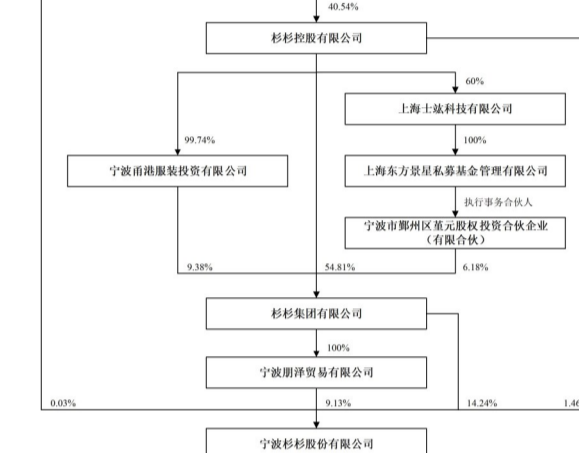 40.54%
杉杉控股有限公司
60%
上海士竑科技有限公司
99.74%
100%
宁波甬港服装投资有限公司
上海东方景星私募基金管理有限公司
执行事务合伙人
宁波市鄞州区堇元股权投资合伙企业
（有限合伙）
9.38%
54.81%
6.18%
杉杉集团有限公司
100%
宁波朋泽贸易有限公司
0.03%
9.13%
14.24%
1.46
宁波杉杉股份有限公司